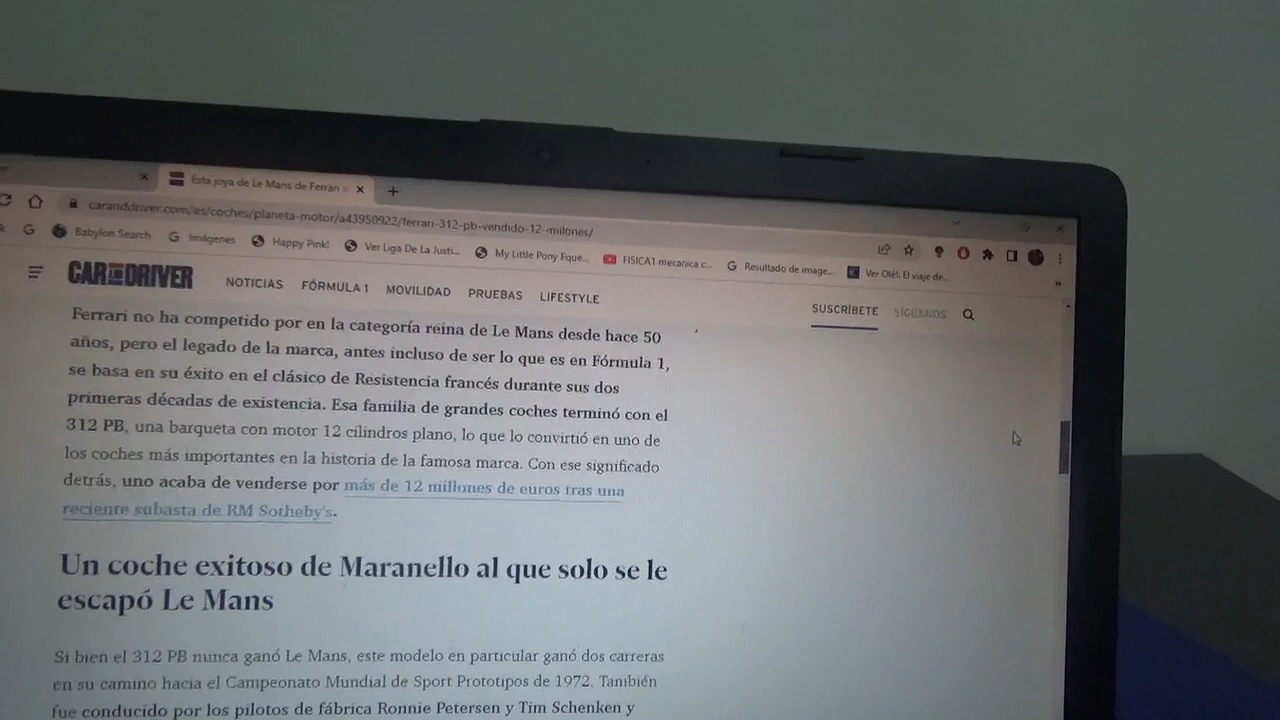 Esta joya de Le Mans de Ferrari
caranddriver.com/es/coches/planeta-motor/a43950922/ferrari-312-pb-vendido-12-milones/
Babylon Search Imágenes Happy Pink! Ver Liga De La Justi... My Little Pony Eque... FISICA1 mecanica c... Resultado de image... Ver Olé!: El viaje de...
CAR AND DRIVER NOTICIAS FÓRMULA 1 MOVILIDAD PRUEBAS LIFESTYLE SUSCRÍBETE SÍGUENOS
Ferrari no ha competido por en la categoría reina de Le Mans desde hace 50
años, pero el legado de la marca, antes incluso de ser lo que es en Fórmula 1,
se basa en su éxito en el clásico de Resistencia francés durante sus dos
primeras décadas de existencia. Esa familia de grandes coches terminó con el
312 PB, una barqueta con motor 12 cilindros plano, lo que lo convirtió en uno de
los coches más importantes en la historia de la famosa marca. Con ese significado
detrás, uno acaba de venderse por más de 12 millones de euros tras una
reciente subasta de RM Sotheby's.
Un coche exitoso de Maranello al que solo se le
escapó Le Mans
Si bien el 312 PB nunca ganó Le Mans, este modelo en particular ganó dos carreras
en su camino hacia el Campeonato Mundial de Sport Prototipos de 1972. También
fue conducido por los pilotos de fábrica Ronnie Petersen y Tim Schenken y